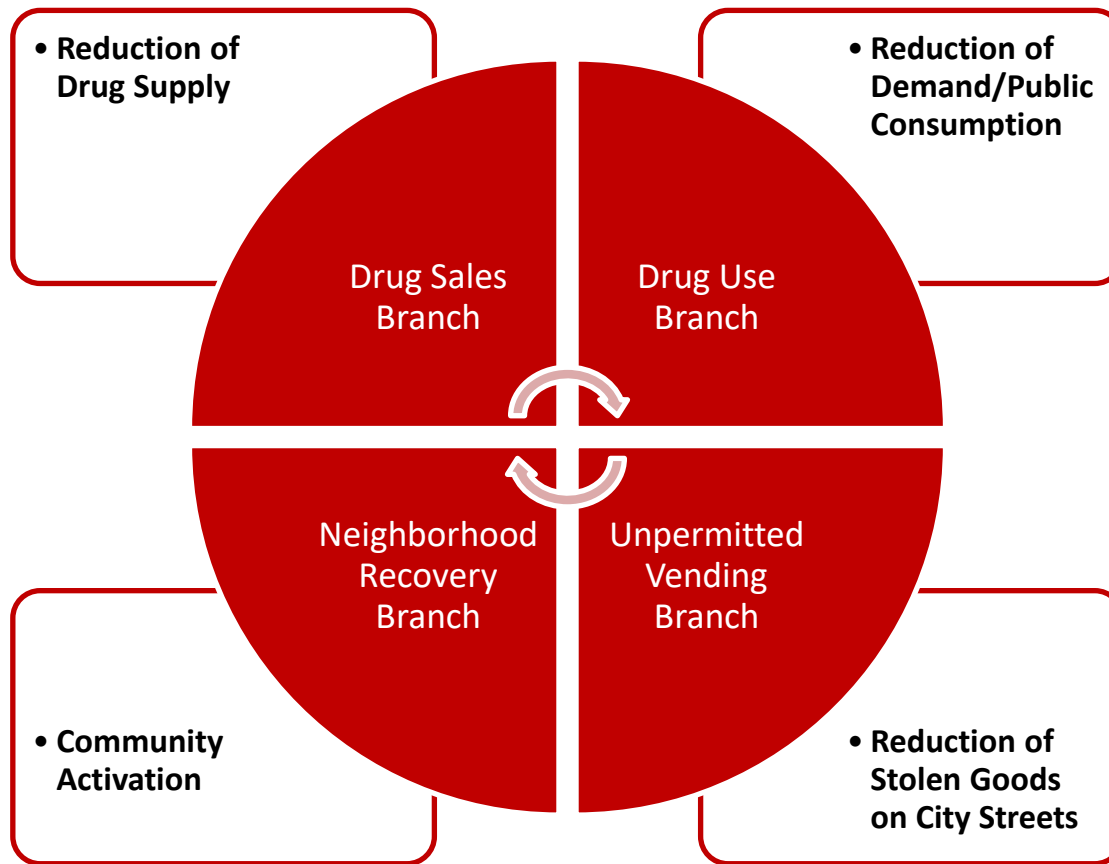 • Reduction of
Drug Supply
• Reduction of
Demand/Public
Consumption
Drug Sales
Branch
Drug Use
Branch
Neighborhood
Recovery
Branch
Unpermitted
Vending
Branch
• Community
Activation
• Reduction of
Stolen Goods
on City Streets